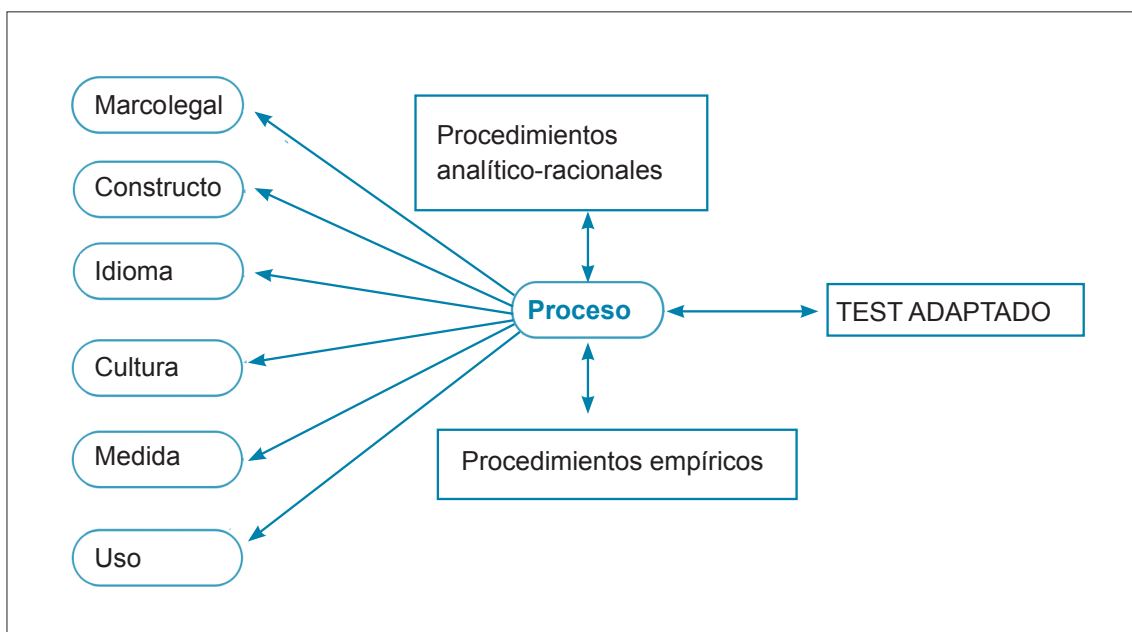 Marcolegal
Constructo
Idioma
Cultura
Medida
Uso
Procedimientos
analítico-racionales
Proceso
Procedimientos empíricos
TEST ADAPTADO